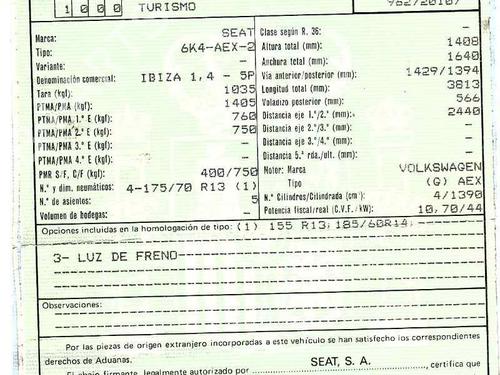 1000 TURISMO 9627/20107
Marca: SEAT
Tipo: 6K4-AEX-2
Variante: -
Denominación comercial: IBIZA 1,4 - 5P
Tara (kgf): 1035
PTMA/PMA (kgf): 1405
PTMA/PMA 1.º E (kgf): 760
PTMA/PMA 2.º E (kgf): 750
PTMA/PMA 3.º E (kgf): -
PTMA/PMA 4.º E (kgf): -
PMR S/F, C/F (kgf): 400/750
N.º y dim. neumáticos: 4-175/70 R13 (1)
N.º de asientos: 5
Volumen de bodegas: -
Clase según R. 36: -
Altura total (mm): 1408
Anchura total (mm): 1640
Vía anterior/posterior (mm): 1429/1394
Longitud total (mm): 3813
Voladizo posterior (mm): 566
Distancia eje 1.º/2.º (mm): 2440
Distancia eje 2.º/3.º (mm): -
Distancia eje 3.º/4.º (mm): -
Distancia 5.ª rda./ult. (mm): -
Motor: Marca VOLKSWAGEN
Tipo (G) AEX
N.º Cilindros/Cilindrada (cm³) 4/1390
Potencia fiscal/real (C.V.F./kW): 10,70/44
Opciones incluidas en la homologación de tipo: (1) 155 R13, 185/60R14,
3- LUZ DE FRENO
Observaciones:
Por las piezas de origen extranjero incorporadas a este vehículo se han satisfecho los correspondientes
derechos de Aduanas.
El abajo firmante, legalmente autorizado por SEAT, S. A. , certifica que